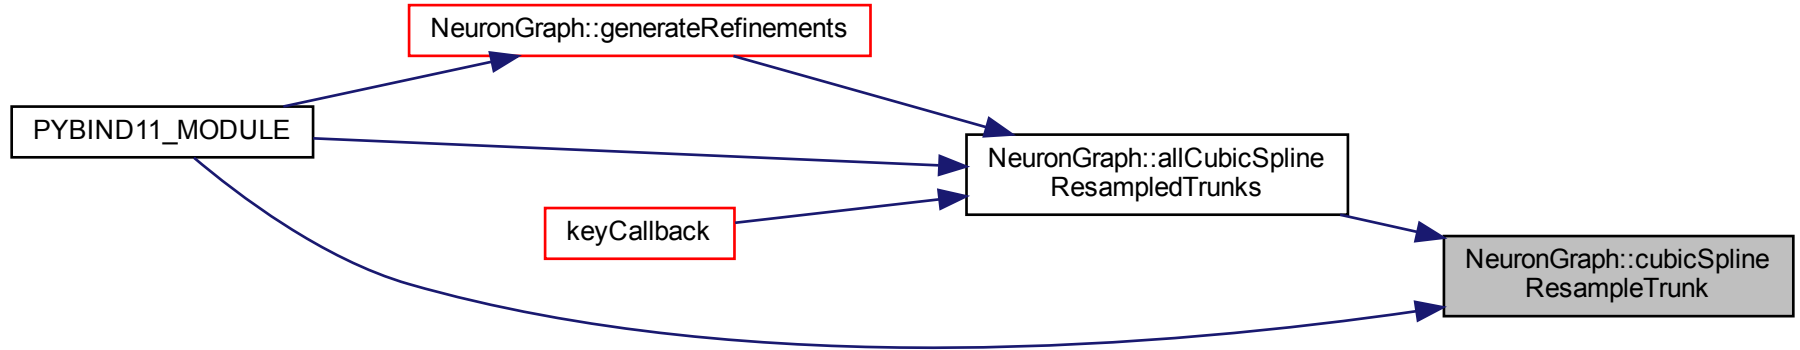 NeuronGraph::generateRefinements
PYBIND11_MODULE
NeuronGraph::allCubicSpline
ResampledTrunks
keyCallback
NeuronGraph::cubicSpline
ResampleTrunk